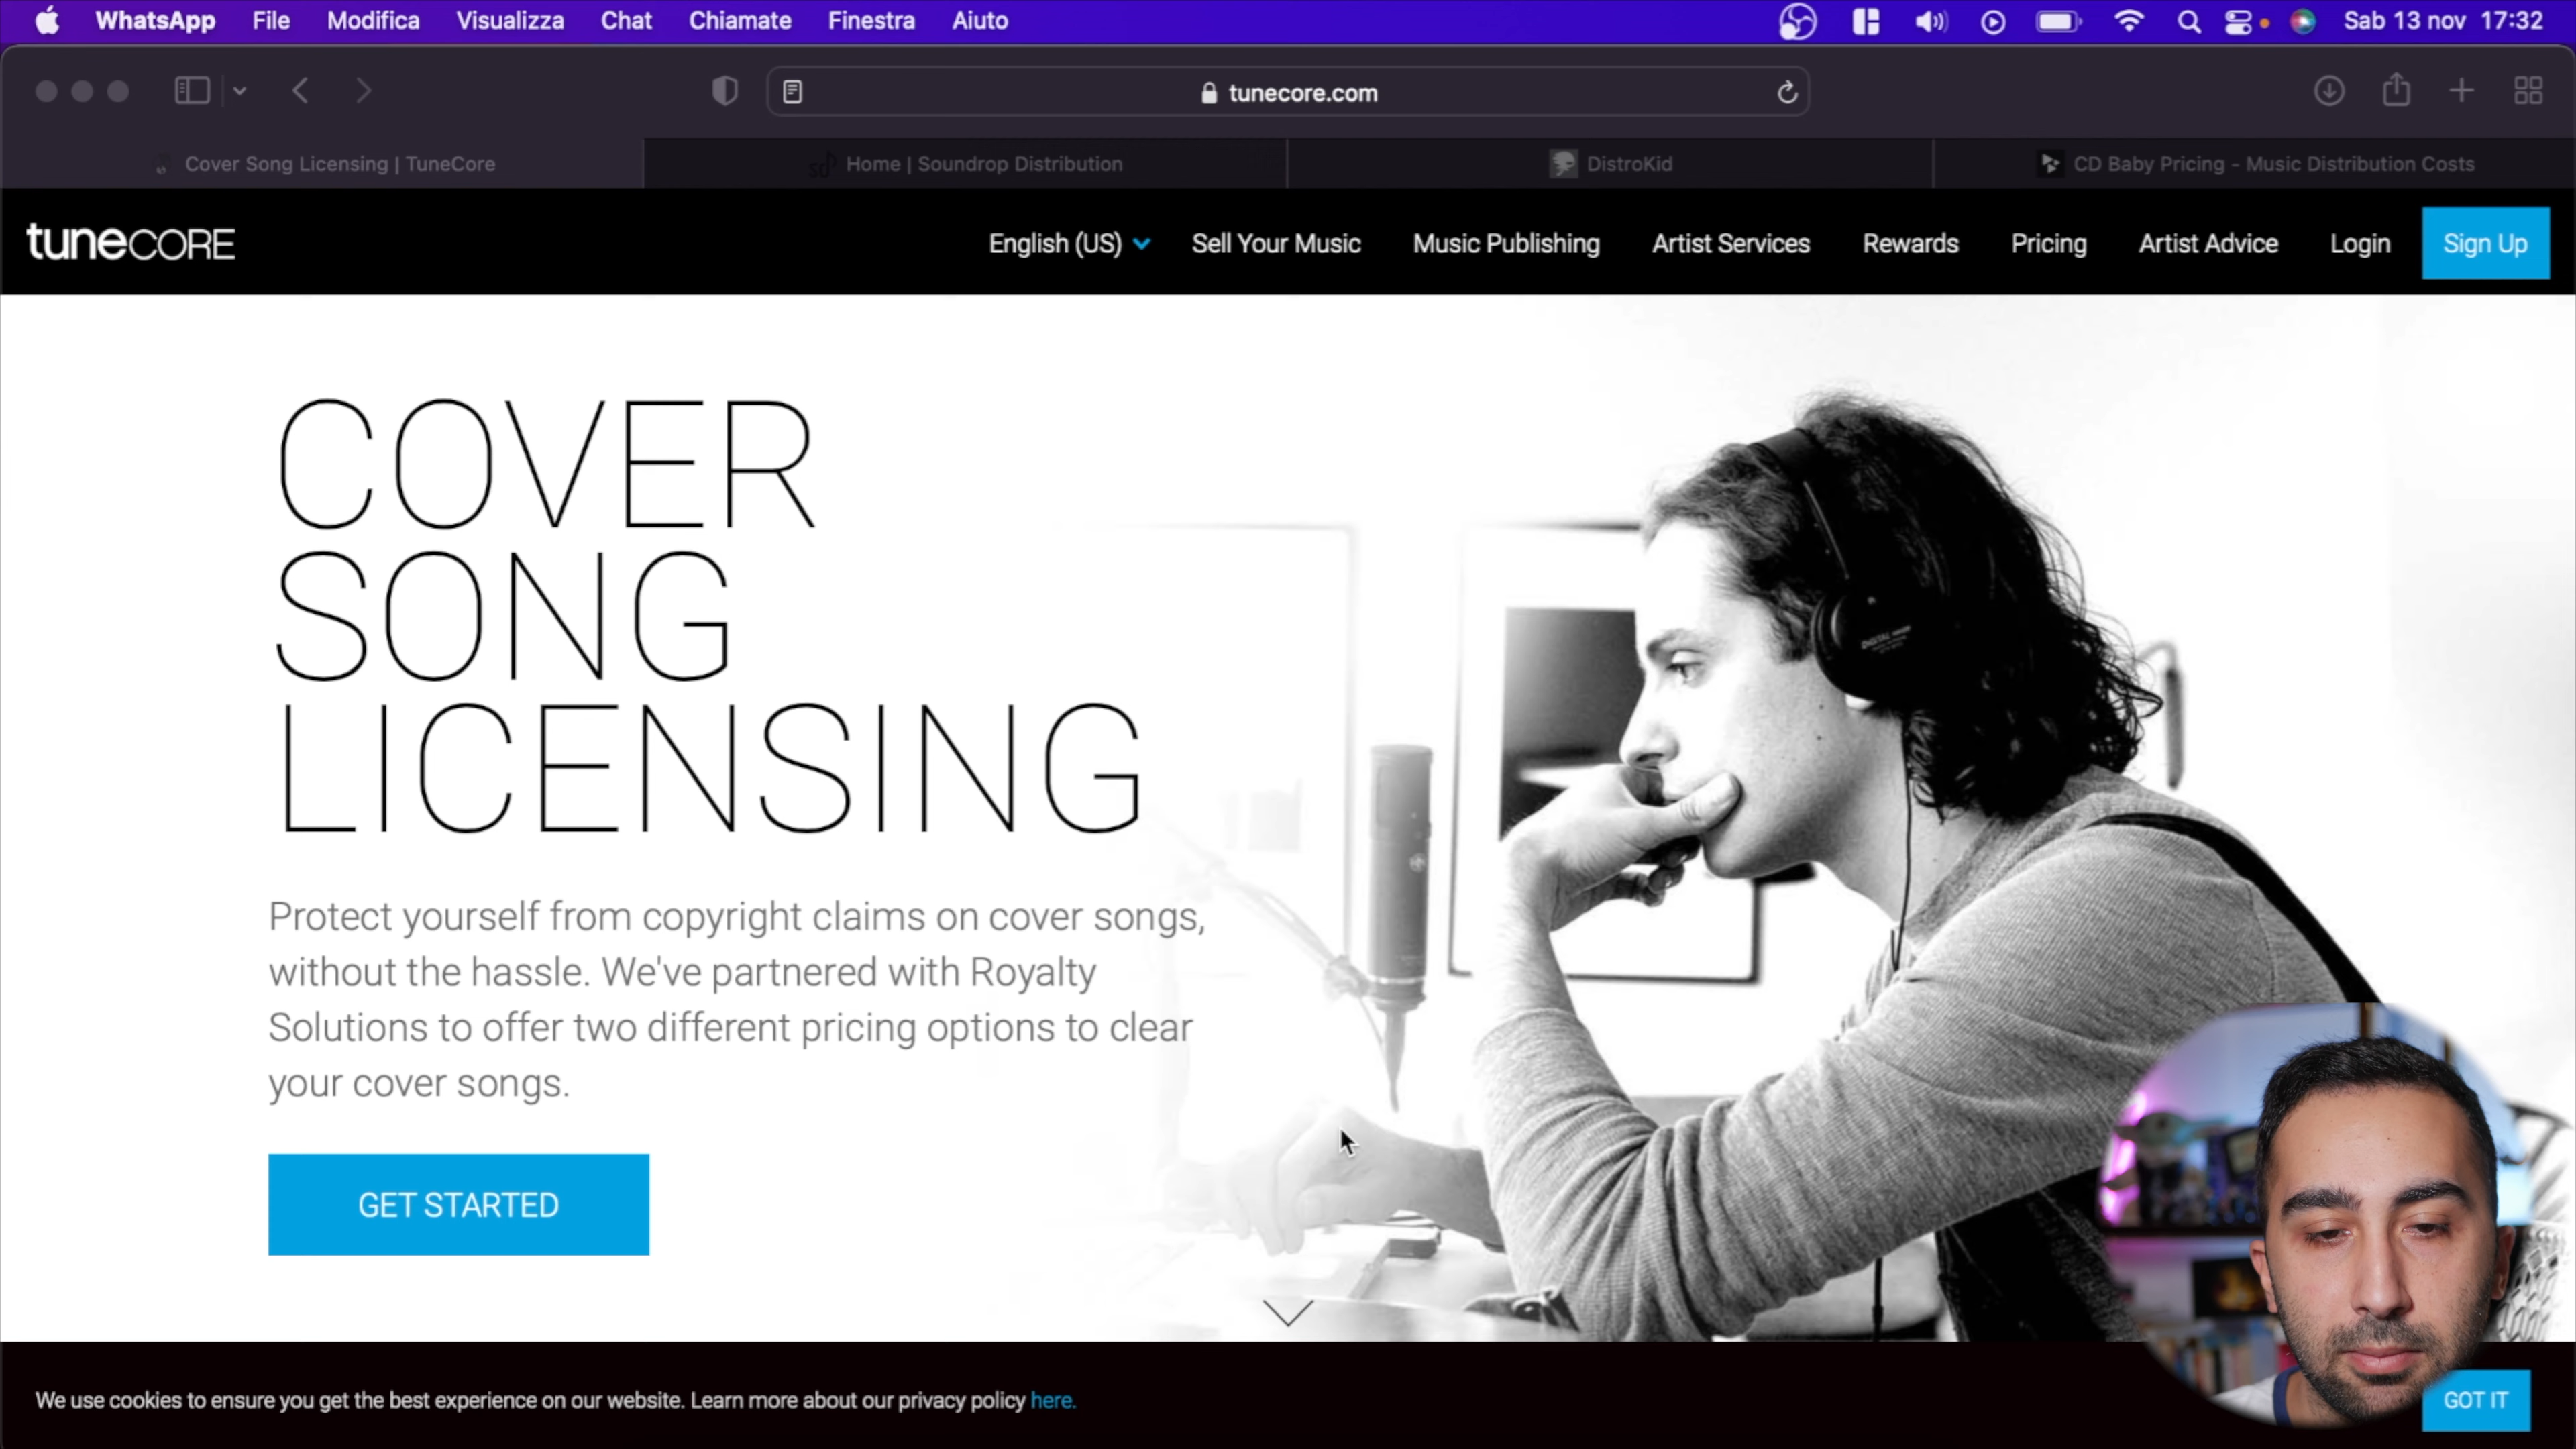 WhatsApp File Modifica Visualizza Chat Chiamate Finestra Aiuto Sab 13 nov 17:32
tunecore.com
Cover Song Licensing | TuneCore Home | Soundrop Distribution DistroKid CD Baby Pricing - Music Distribution Costs
tuneCORE English (US) Sell Your Music Music Publishing Artist Services Rewards Pricing Artist Advice Login Sign Up
COVER
SONG
LICENSING
Protect yourself from copyright claims on cover songs,
without the hassle. We've partnered with Royalty
Solutions to offer two different pricing options to clear
your cover songs.
GET STARTED
We use cookies to ensure you get the best experience on our website. Learn more about our privacy policy here.
GOT IT